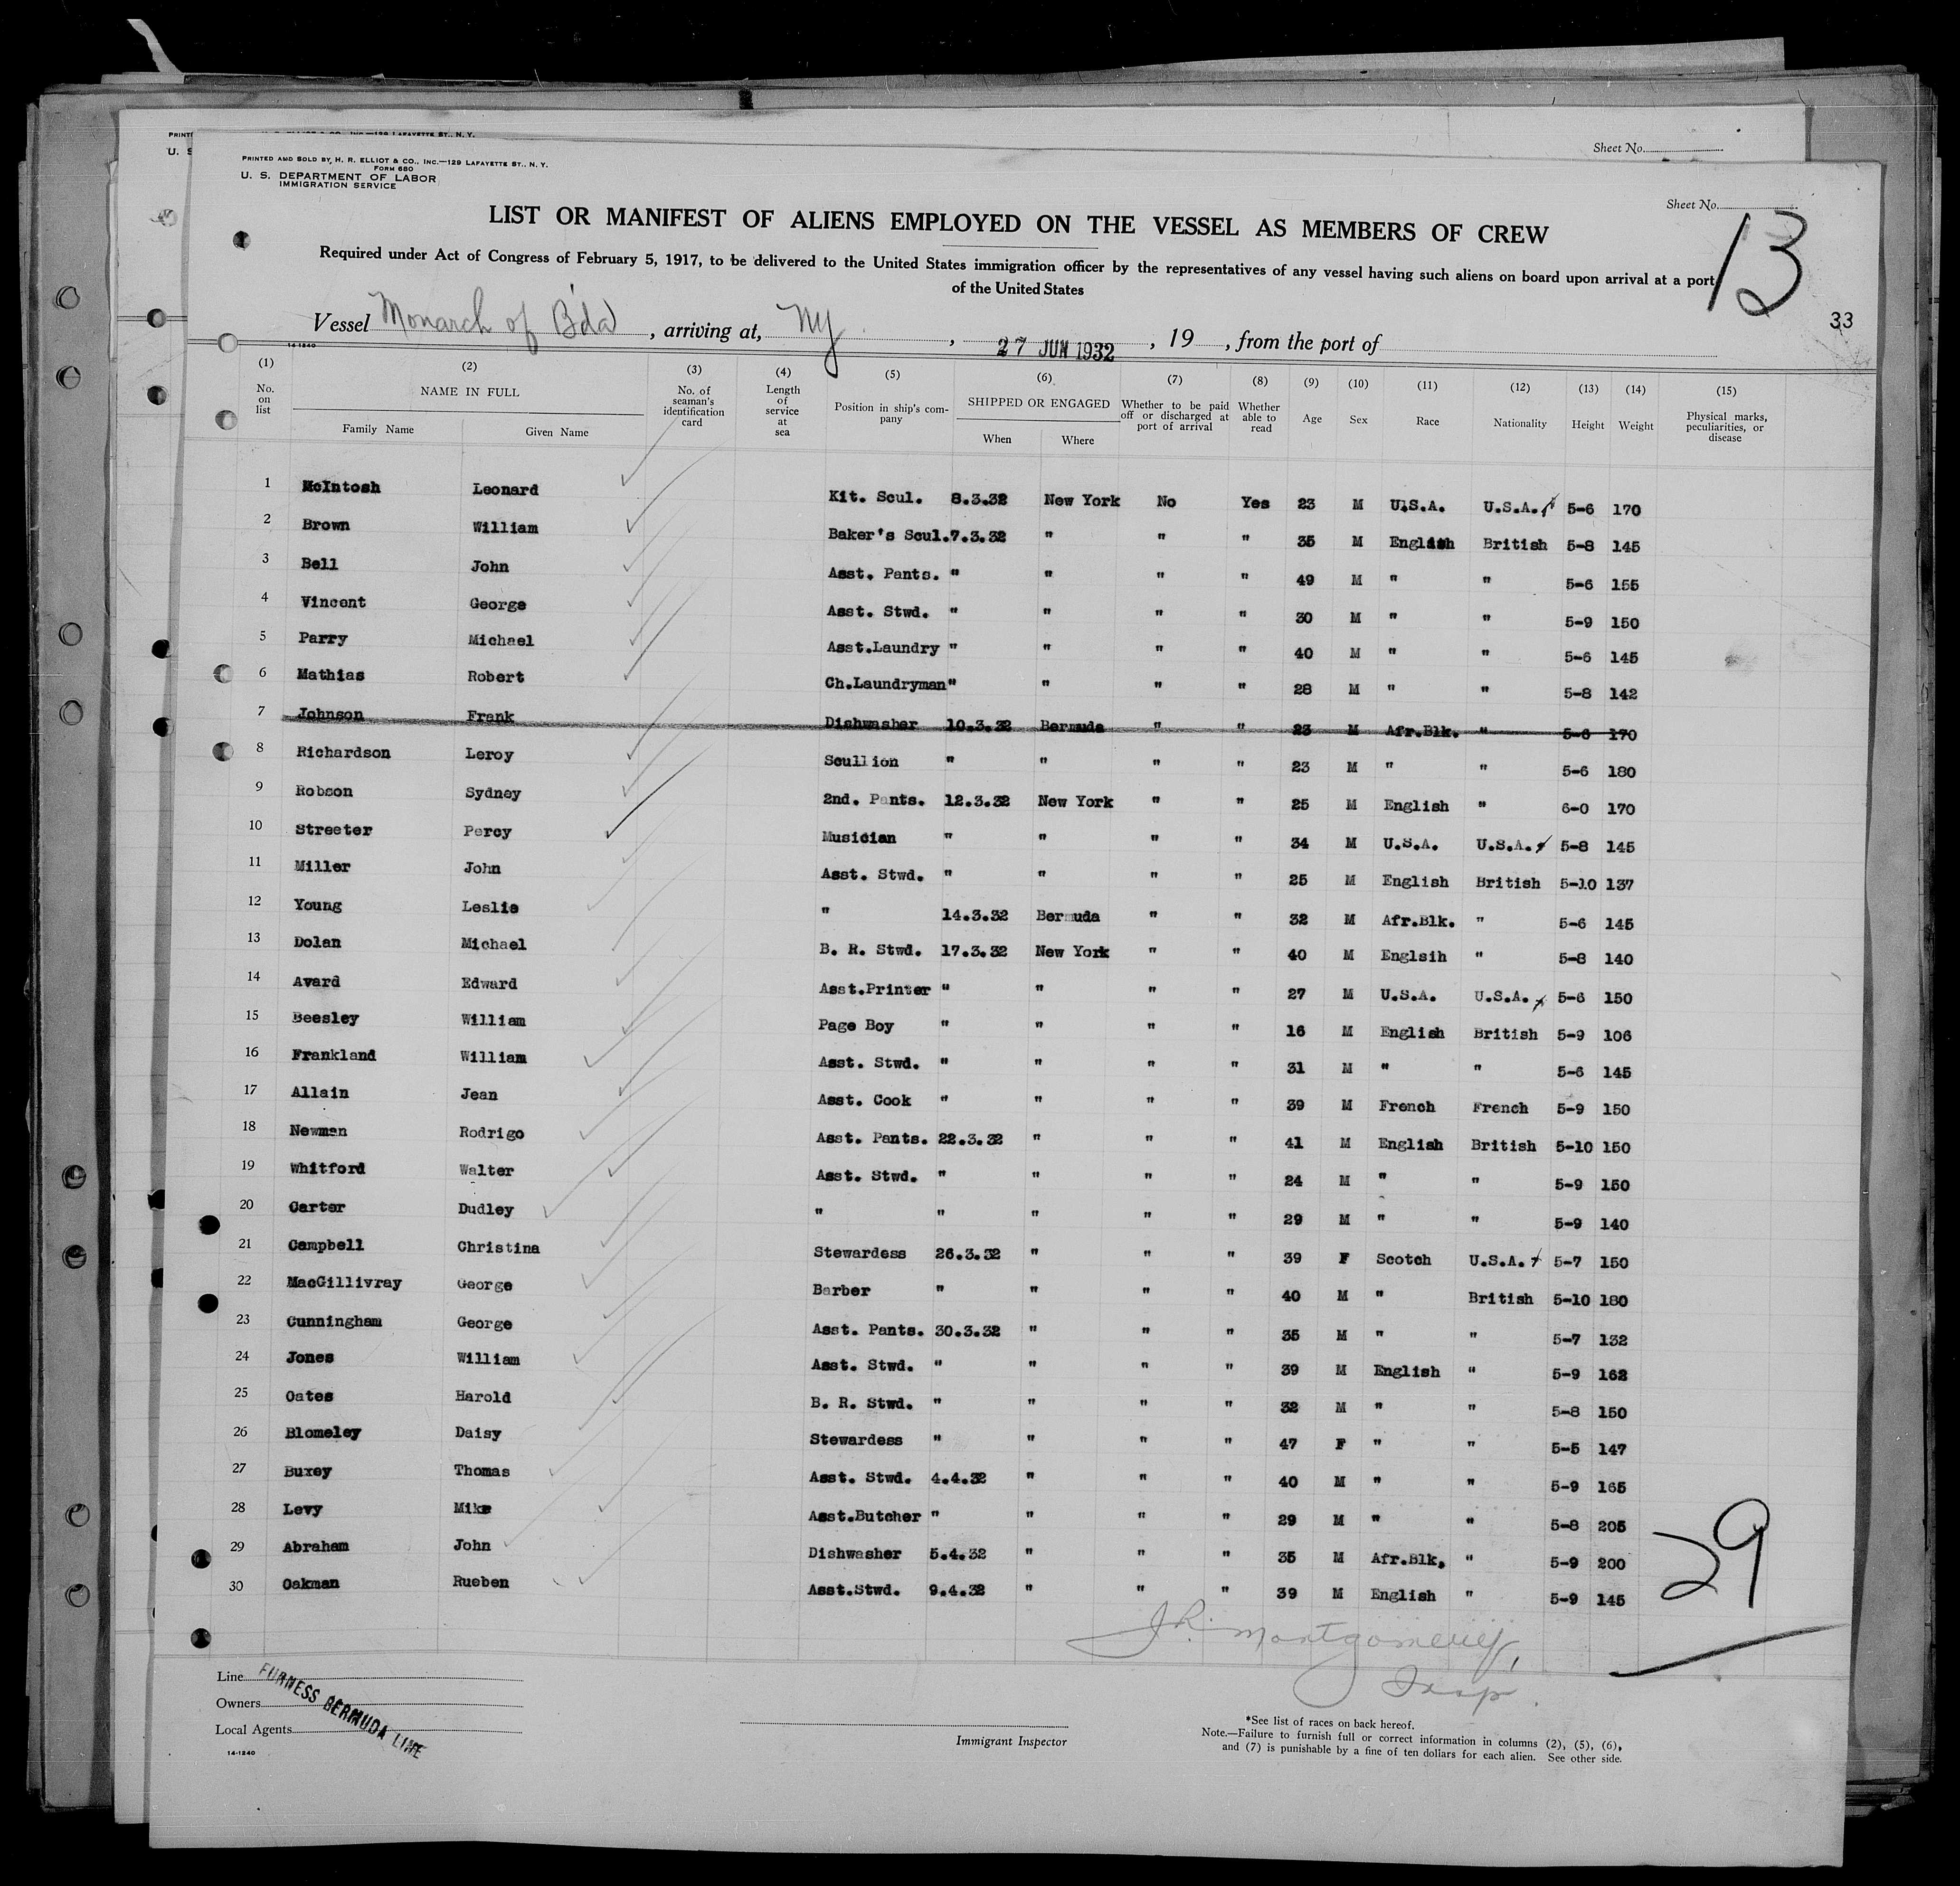 PRINTED AND SOLD BY H. R. ELLIOT & CO., INC.—129 LAFAYETTE ST., N. Y.
FORM 680
U. S. DEPARTMENT OF LABOR
IMMIGRATION SERVICE
Sheet No.
Sheet No.
13
33
LIST OR MANIFEST OF ALIENS EMPLOYED ON THE VESSEL AS MEMBERS OF CREW
Required under Act of Congress of February 5, 1917, to be delivered to the United States immigration officer by the representatives of any vessel having such aliens on board upon arrival at a port
of the United States
Vessel Monarch of B'da, arriving at, NY, 27 JUN 1932, 19, from the port of
14-1240
(1) (2) (3) (4) (5) (6) (7) (8) (9) (10) (11) (12) (13) (14) (15)
No. on list NAME IN FULL Family Name Given Name No. of seaman's identification card Length of service at sea Position in ship's company SHIPPED OR ENGAGED When Where Whether to be paid off or discharged at port of arrival Whether able to read Age Sex Race Nationality Height Weight Physical marks, peculiarities, or disease
1 McIntosh Leonard Kit. Scul. 8.3.32 New York No Yes 23 M U.S.A. U.S.A. 5-6 170
2 Brown William Baker's Scul. 7.3.32 " " " 35 M English British 5-8 145
3 Bell John Asst. Pants. " " " " 49 M " " 5-6 155
4 Vincent George Asst. Stwd. " " " " 30 M " " 5-9 150
5 Parry Michael Asst.Laundry " " " " 40 M " " 5-6 145
6 Mathias Robert Ch.Laundryman " " " " 28 M " " 5-8 142
7 Johnson Frank Dishwasher 10.3.32 Bermuda " " 23 M Afr.Blk. " 5-6 170
8 Richardson Leroy Scullion " " " " 23 M " " 5-6 180
9 Robson Sydney 2nd. Pants. 12.3.32 New York " " 25 M English " 6-0 170
10 Streeter Percy Musician " " " " 34 M U.S.A. U.S.A. 5-8 145
11 Miller John Asst. Stwd. " " " " 25 M English British 5-10 137
12 Young Leslie " 14.3.32 Bermuda " " 32 M Afr.Blk. " 5-6 145
13 Dolan Michael B. R. Stwd. 17.3.32 New York " " 40 M Englsih " 5-8 140
14 Avard Edward Asst.Printer " " " " 27 M U.S.A. U.S.A. 5-6 150
15 Beesley William Page Boy " " " " 16 M English British 5-9 106
16 Frankland William Asst. Stwd. " " " " 31 M " " 5-6 145
17 Allain Jean Asst. Cook " " " " 39 M French French 5-9 150
18 Newman Rodrigo Asst. Pants. 22.3.32 " " " 41 M English British 5-10 150
19 Whitford Walter Asst. Stwd. " " " " 24 M " " 5-9 150
20 Carter Dudley " " " " " 29 M " " 5-9 140
21 Campbell Christina Stewardess 26.3.32 " " " 39 F Scotch U.S.A. 5-7 150
22 MacGillivray George Barber " " " " 40 M " British 5-10 180
23 Cunningham George Asst. Pants. 30.3.32 " " " 35 M " " 5-7 132
24 Jones William Asst. Stwd. " " " " 39 M English " 5-9 162
25 Oates Harold B. R. Stwd. " " " " 32 M " " 5-8 150
26 Blomeley Daisy Stewardess " " " " 47 F " " 5-5 147
27 Buxey Thomas Asst. Stwd. 4.4.32 " " " 40 M " " 5-9 165
28 Levy Mike Asst.Butcher " " " " 29 M " " 5-8 205
29 Abraham John Dishwasher 5.4.32 " " " 35 M Afr.Blk. " 5-9 200
30 Oakman Rueben Asst.Stwd. 9.4.32 " " " 39 M English " 5-9 145
29
J.R. Montgomery,
Insp.
Line
Owners
Local Agents
FURNESS BERMUDA LINE
14-1240
Immigrant Inspector
*See list of races on back hereof.
Note.—Failure to furnish full or correct information in columns (2), (5), (6),
and (7) is punishable by a fine of ten dollars for each alien. See other side.